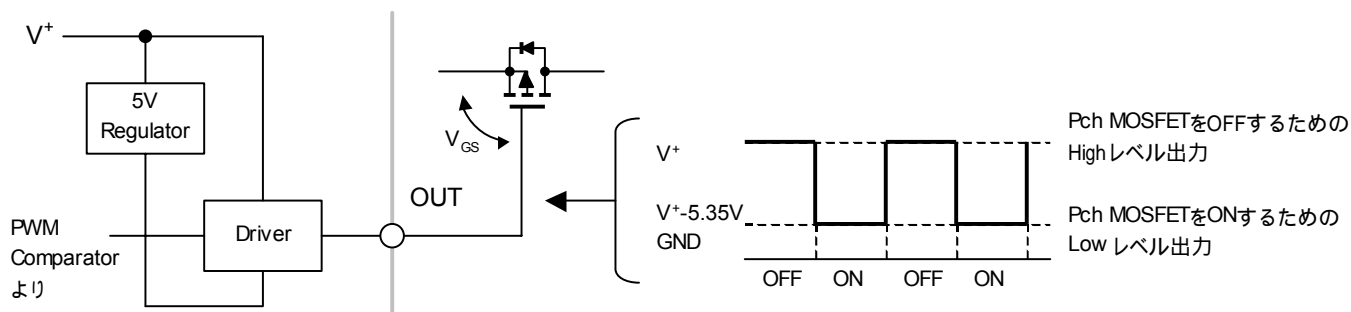 V+
5V
Regulator
PWM
Comparator
より
Driver
OUT
VGS
V+
V+-5.35V
GND
OFF
ON
OFF
ON
Pch MOSFETをOFFするための
Highレベル出力
Pch MOSFETをONするための
Low レベル出力